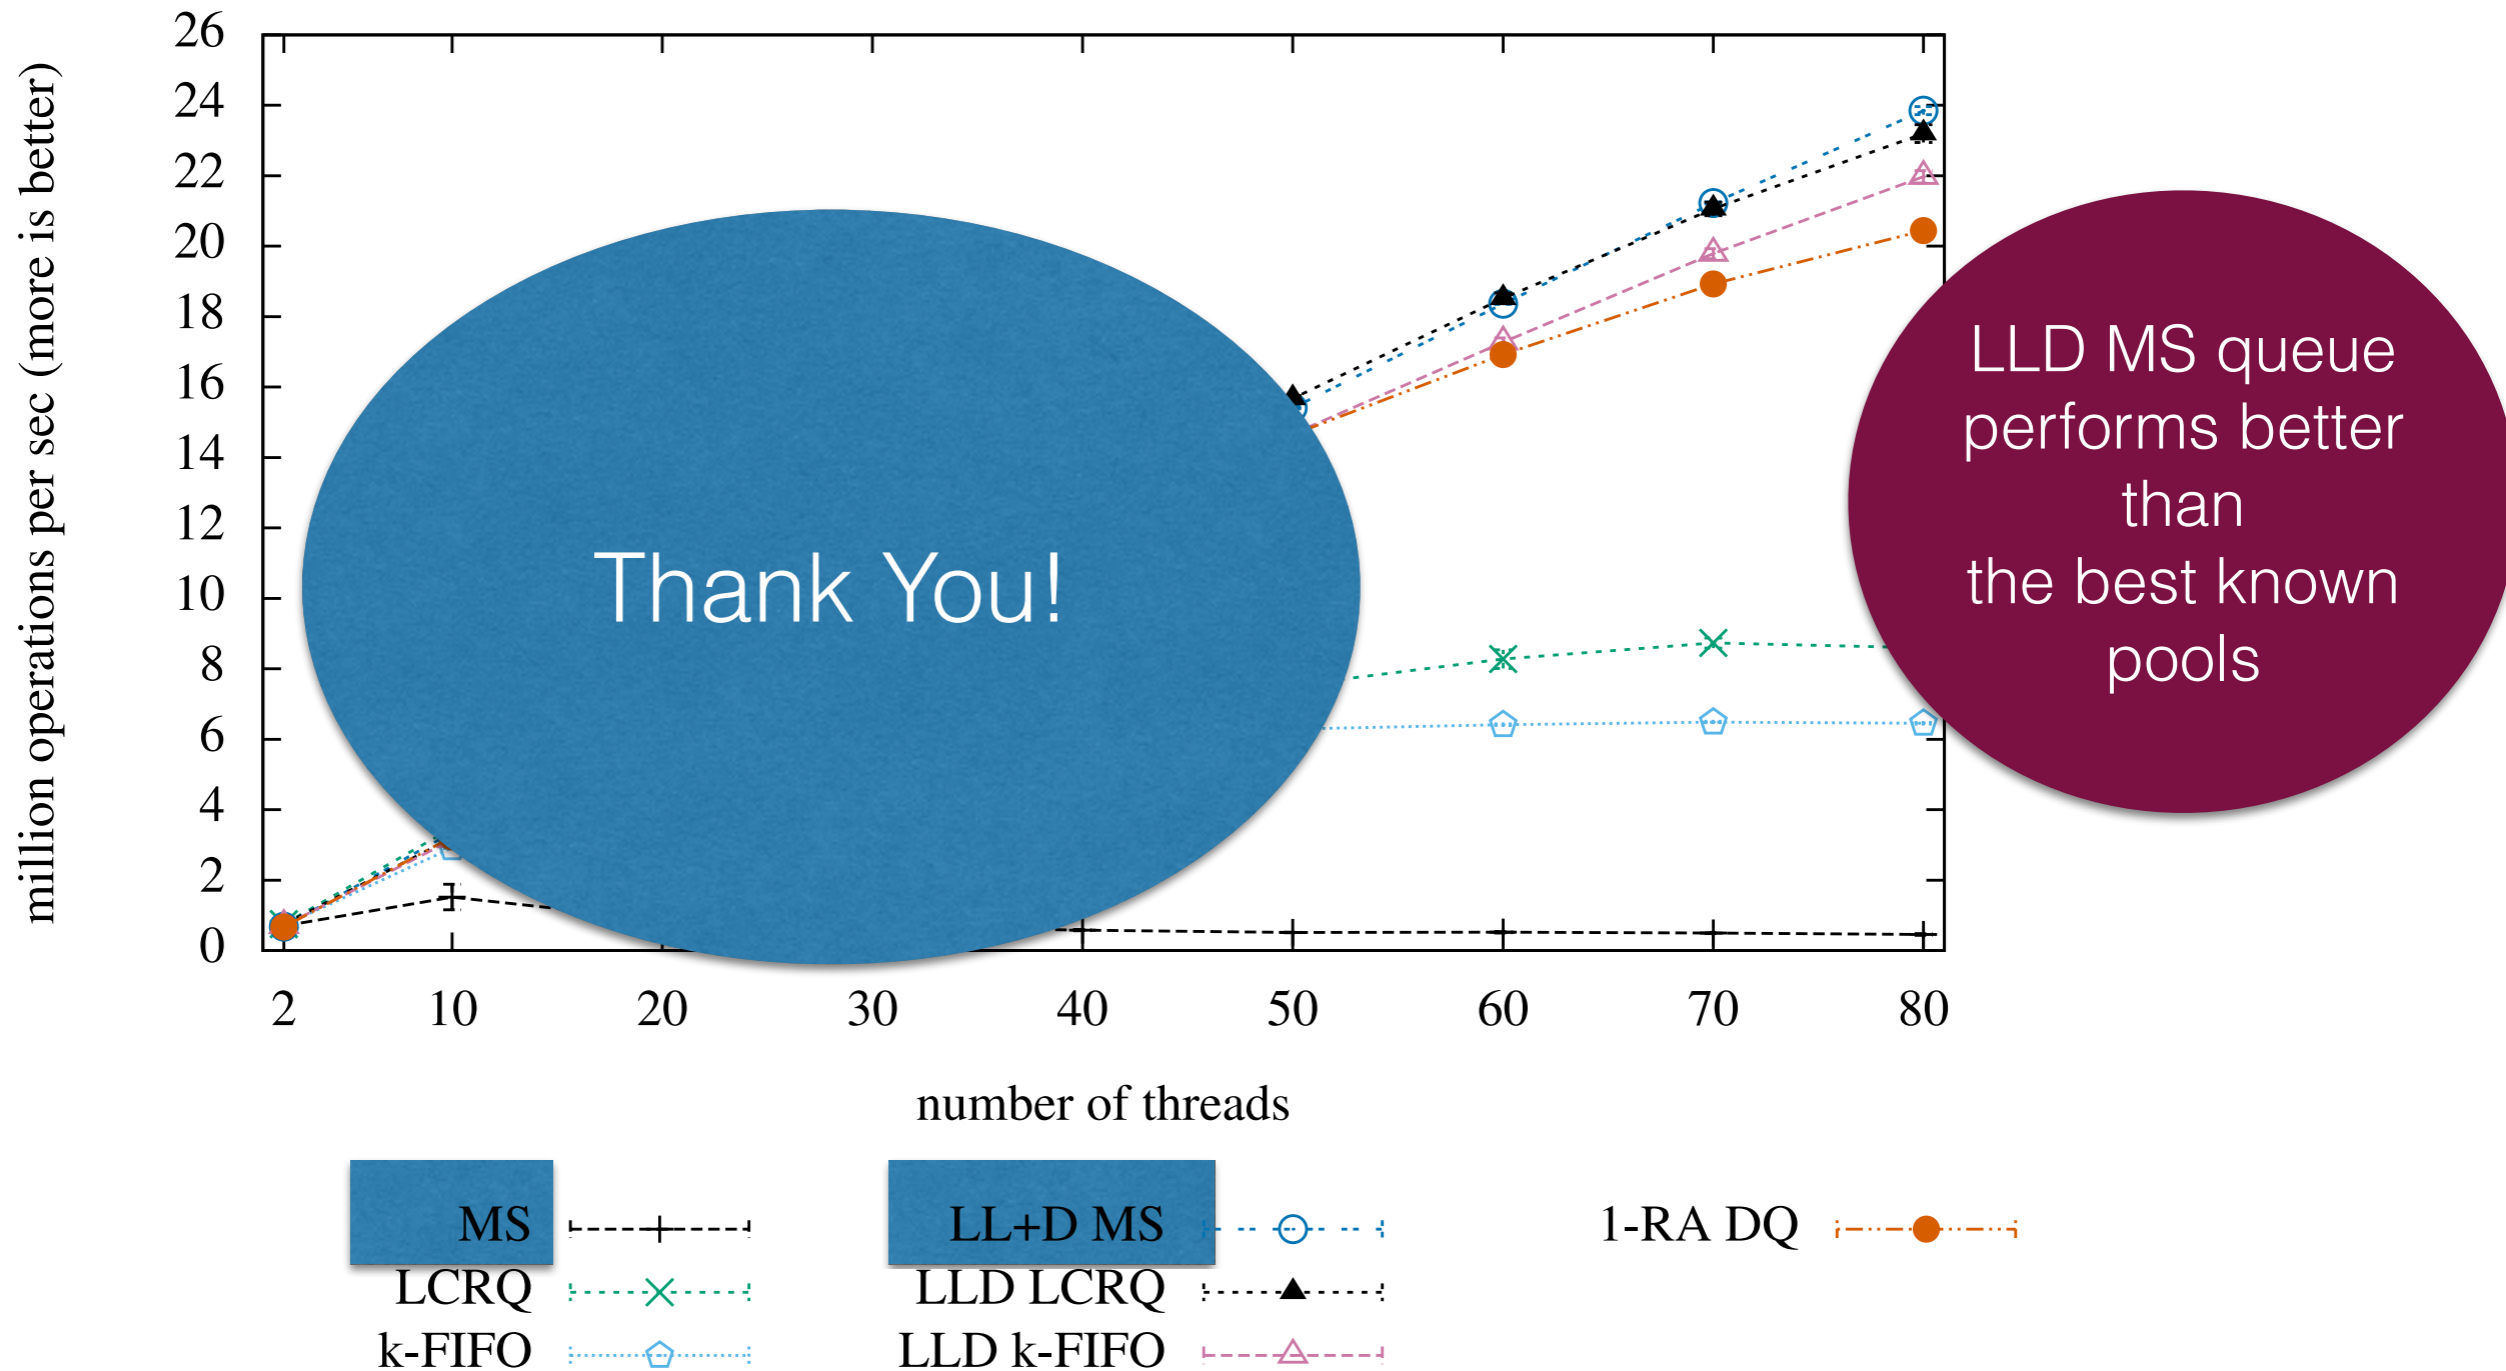 million operations per sec (more is better)
26
24
22
20
18
16
14
12
10
8
6
4
2
0
Thank You!
LLD MS queue
performs better
than
the best known
pools
2 10 20 30 40 50 60 70 80
number of threads
MS LL+D MS 1-RA DQ
LCRQ LLD LCRQ
k-FIFO LLD k-FIFO